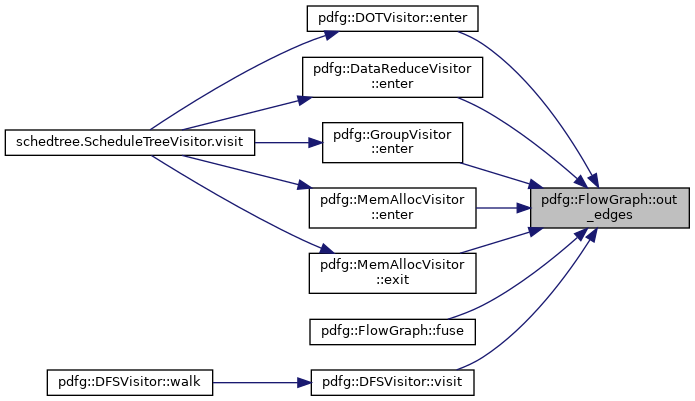 pdfg::DOTVisitor::enter
pdfg::DataReduceVisitor
::enter
schedtree.ScheduleTreeVisitor.visit
pdfg::GroupVisitor
::enter
pdfg::MemAllocVisitor
::enter
pdfg::FlowGraph::out
_edges
pdfg::MemAllocVisitor
::exit
pdfg::FlowGraph::fuse
pdfg::DFSVisitor::walk
pdfg::DFSVisitor::visit